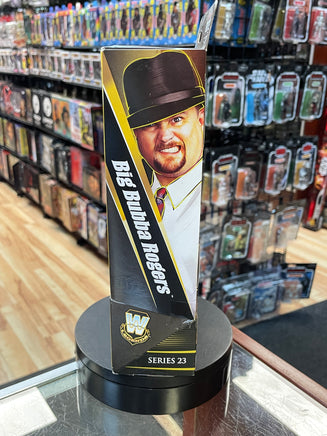 Big Bubba Rogers
SERIES 23